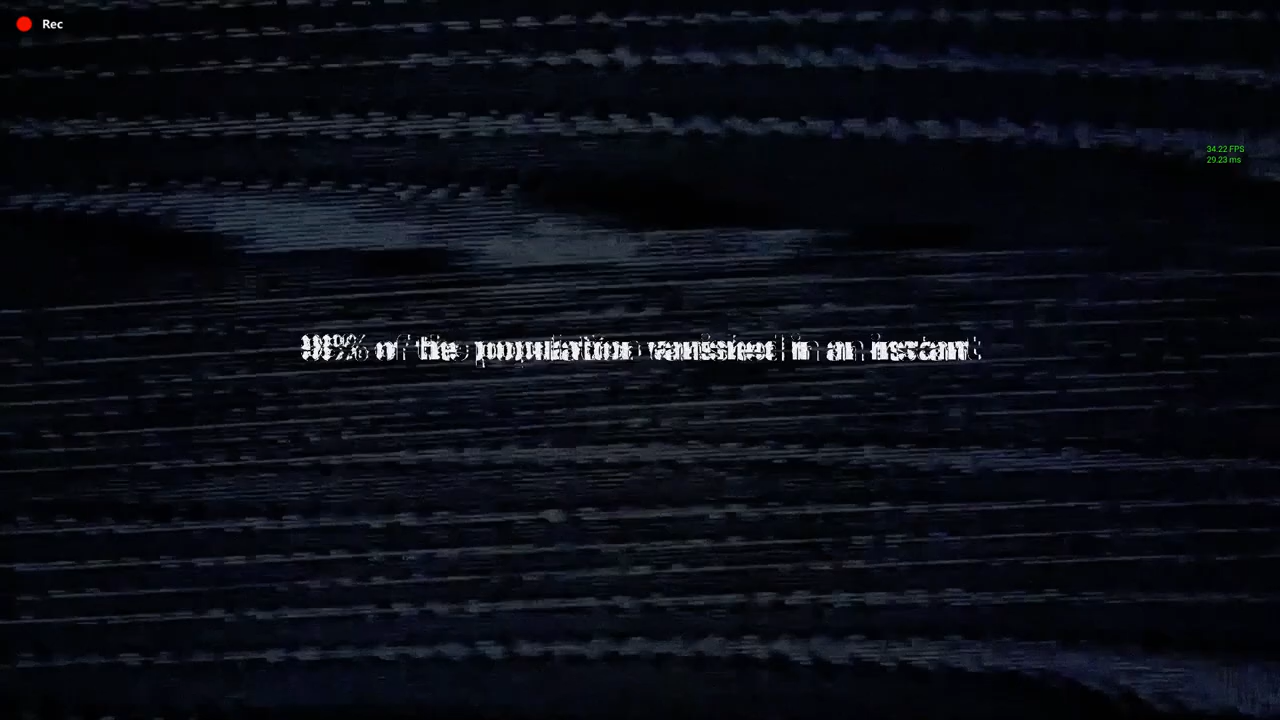 Rec
34.22 FPS
29.23 ms
% of the population vanished in an instant